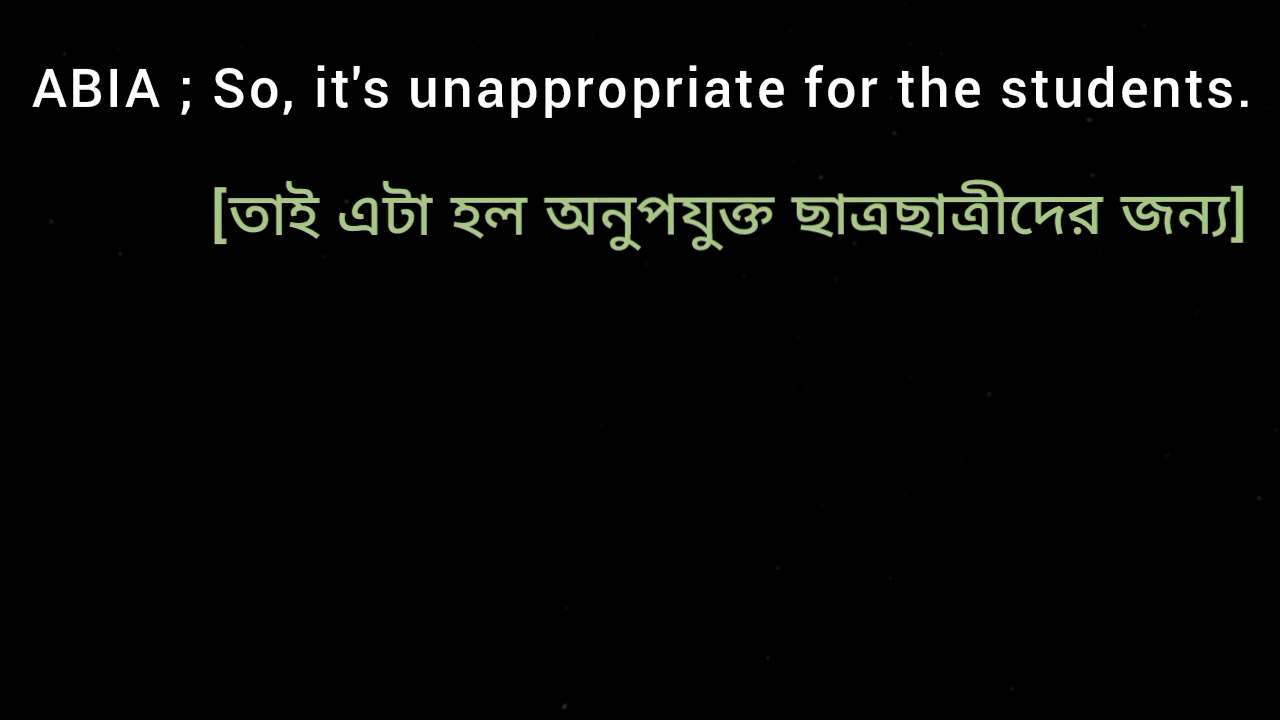 ABIA ; So, it's unappropriate for the students.
[তাই এটা হল অনুপযুক্ত ছাত্রছাত্রীদের জন্য]